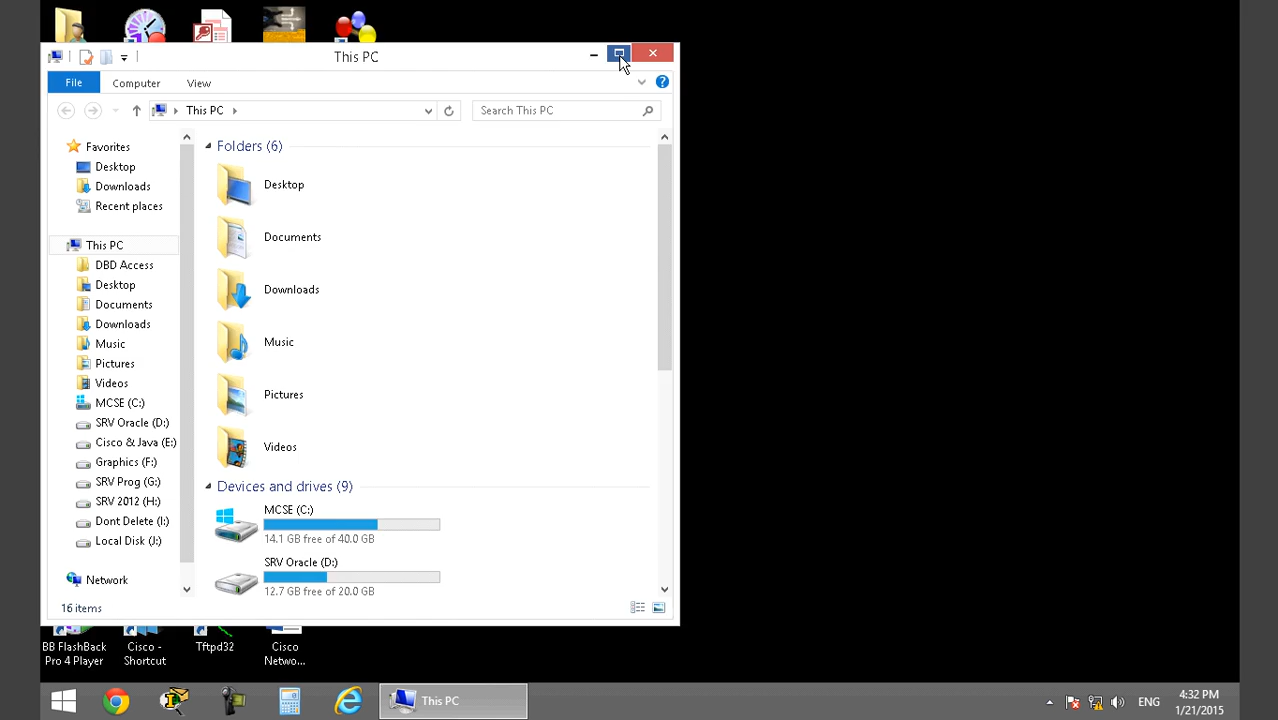 This PC
File
Computer
View
This PC
Search This PC
Favorites
Desktop
Downloads
Recent places
This PC
DBD Access
Desktop
Documents
Downloads
Music
Pictures
Videos
MCSE (C:)
SRV Oracle (D:)
Cisco & Java (E:)
Graphics (F:)
SRV Prog (G:)
SRV 2012 (H:)
Dont Delete (I:)
Local Disk (J:)
Network
Folders (6)
Desktop
Documents
Downloads
Music
Pictures
Videos
Devices and drives (9)
MCSE (C:)
14.1 GB free of 40.0 GB
SRV Oracle (D:)
12.7 GB free of 20.0 GB
16 items
BB FlashBack
Pro 4 Player
Cisco -
Shortcut
Tftpd32
Cisco
Netwo...
This PC
ENG
4:32 PM
1/21/2015